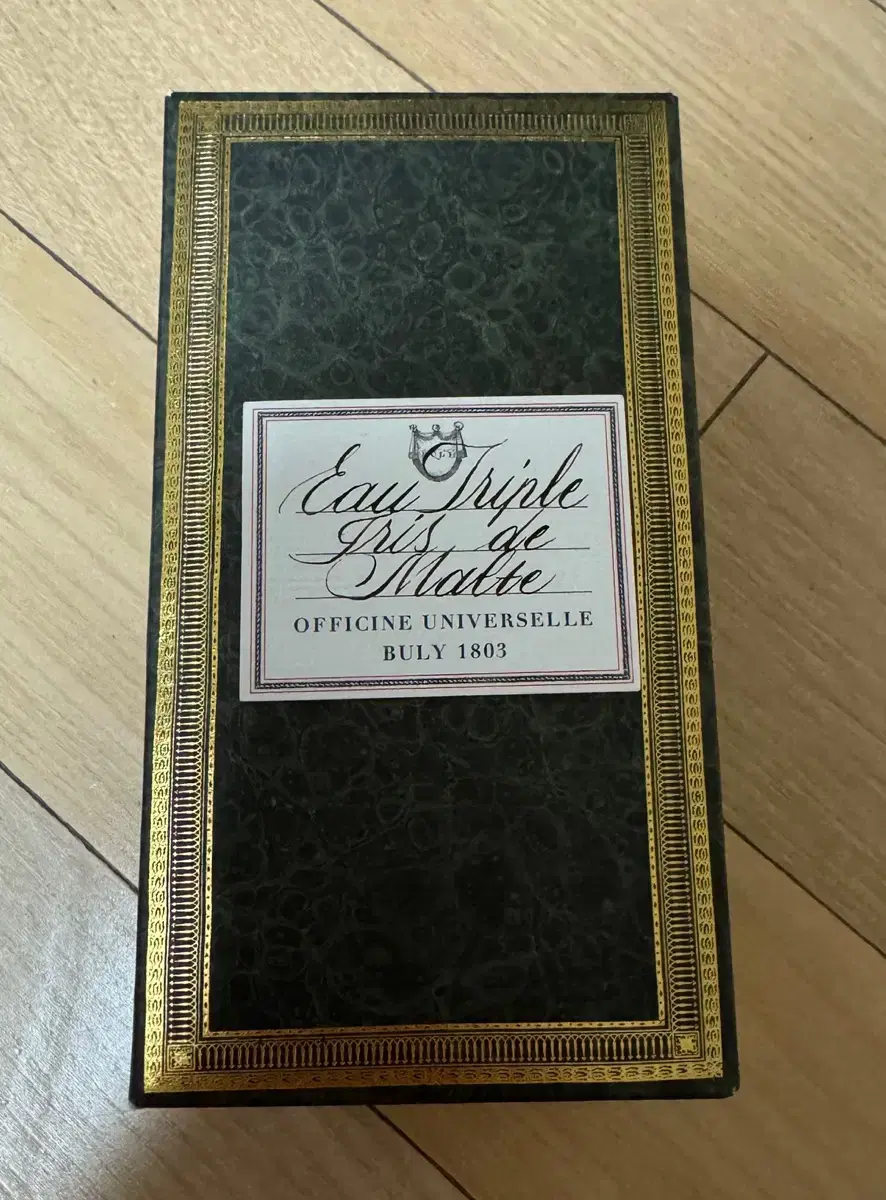 Eau Triple
Iris de
Malte
OFFICINE UNIVERSELLE
BULY 1803